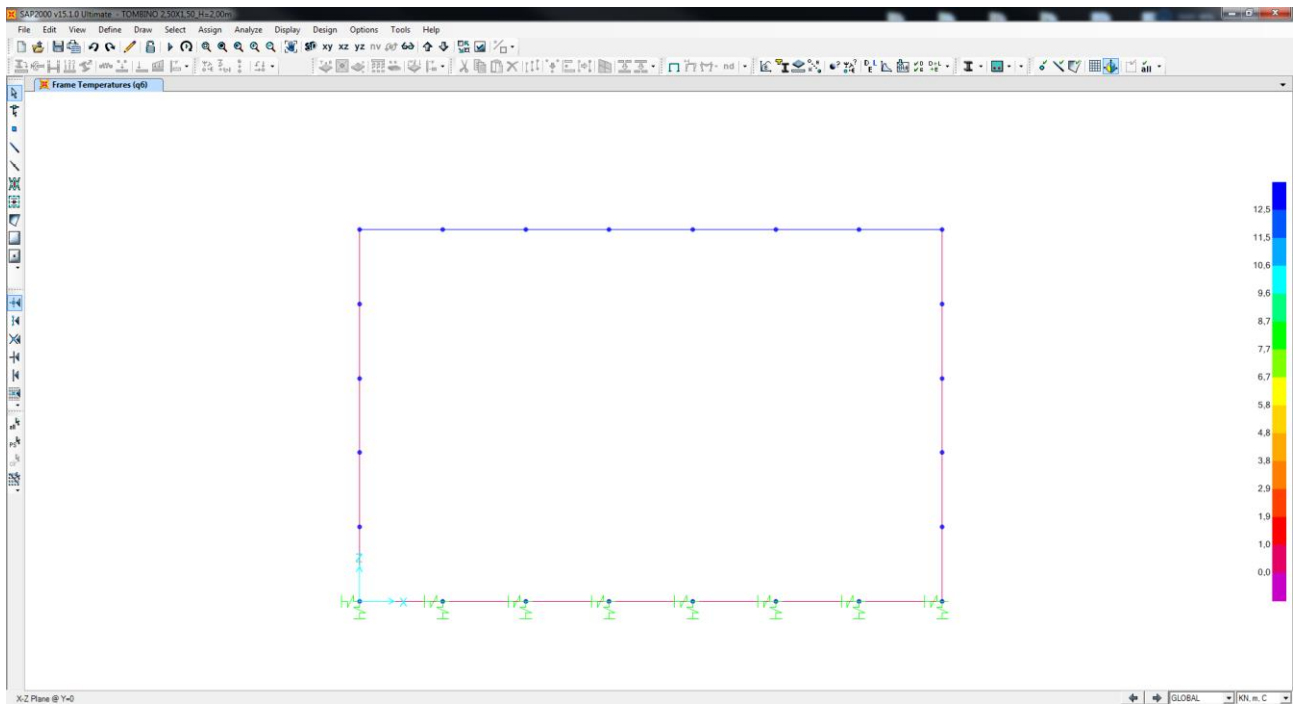 SAP2000 v15.1.0 Ultimate - TOMBINO 2,50X1,50_H=2,00m
File Edit View Define Draw Select Assign Analyze Display Design Options Tools Help
xy xz yz nv
nd
all
Frame Temperatures (q6)
12,5
11,5
10,6
9,6
8,7
7,7
6,7
5,8
4,8
3,8
2,9
1,9
1,0
0,0
Z
X
X-Z Plane @ Y=0
GLOBAL
KN, m, C